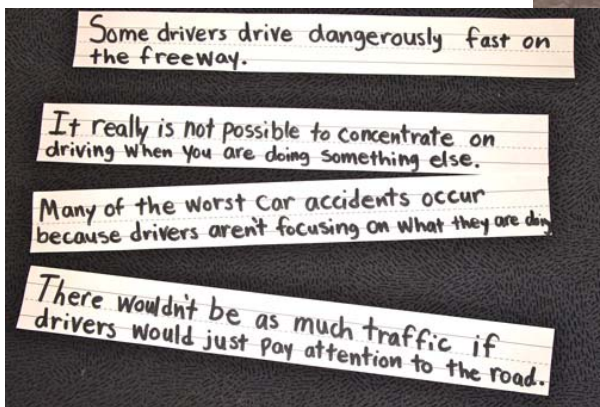 Some drivers drive dangerously fast on
the freeway.
It really is not possible to concentrate on
driving when you are doing something else.
Many of the worst car accidents occur
because drivers aren't focusing on what they are doing
There wouldn't be as much traffic if
drivers would just pay attention to the road.